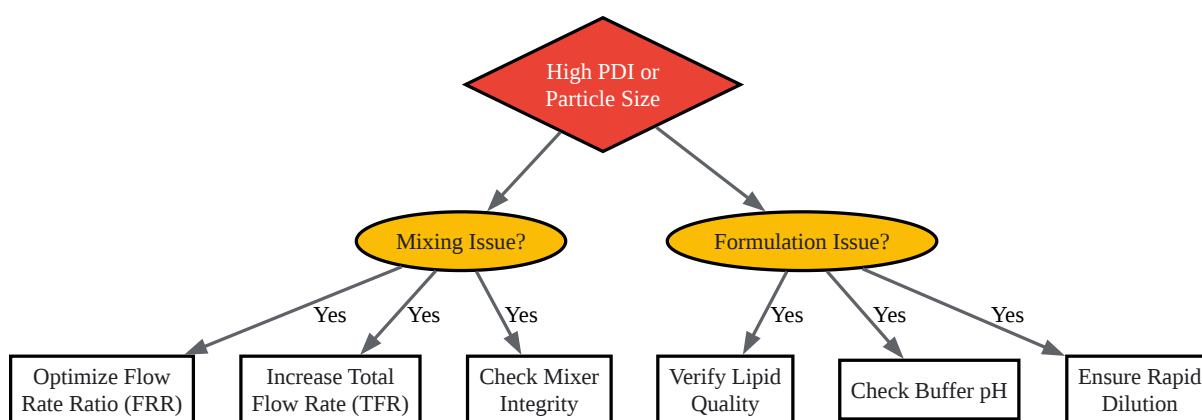 High PDI or
Particle Size
Mixing Issue?
Formulation Issue?
Yes
Yes
Yes
Yes
Yes
Yes
Optimize Flow
Rate Ratio (FRR)
Increase Total
Flow Rate (TFR)
Check Mixer
Integrity
Verify Lipid
Quality
Check Buffer pH
Ensure Rapid
Dilution